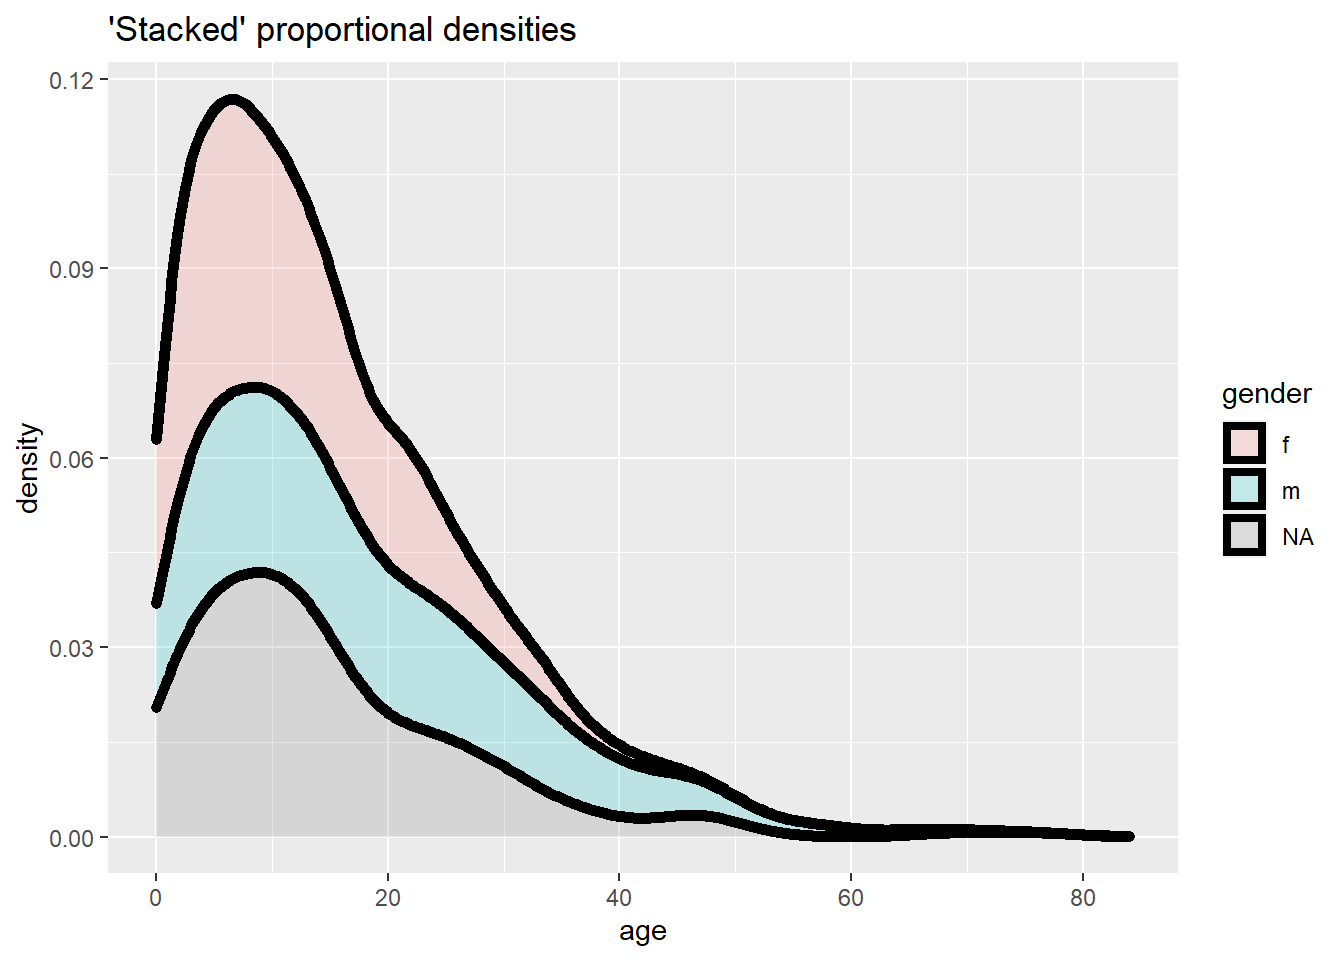 'Stacked' proportional densities
0.12
0.09
0.06
0.03
0.00
density
0 20 40 60 80
age
gender
f
m
NA